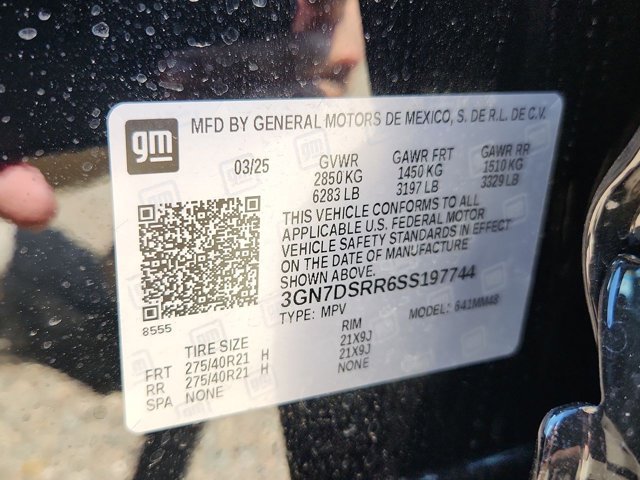 gm
MFD BY GENERAL MOTORS DE MEXICO, S. DE R.L. DE C.V.
03/25 GVWR GAWR FRT GAWR RR
2850 KG 1450 KG 1510 KG
6283 LB 3197 LB 3329 LB
THIS VEHICLE CONFORMS TO ALL
APPLICABLE U.S. FEDERAL MOTOR
VEHICLE SAFETY STANDARDS IN EFFECT
ON THE DATE OF MANUFACTURE
SHOWN ABOVE.
3GN7DSRR6SS197744
TYPE: MPV MODEL: 641MM48
8555
TIRE SIZE RIM
FRT 275/40R21 H 21X9J
RR 275/40R21 H 21X9J
SPA NONE NONE